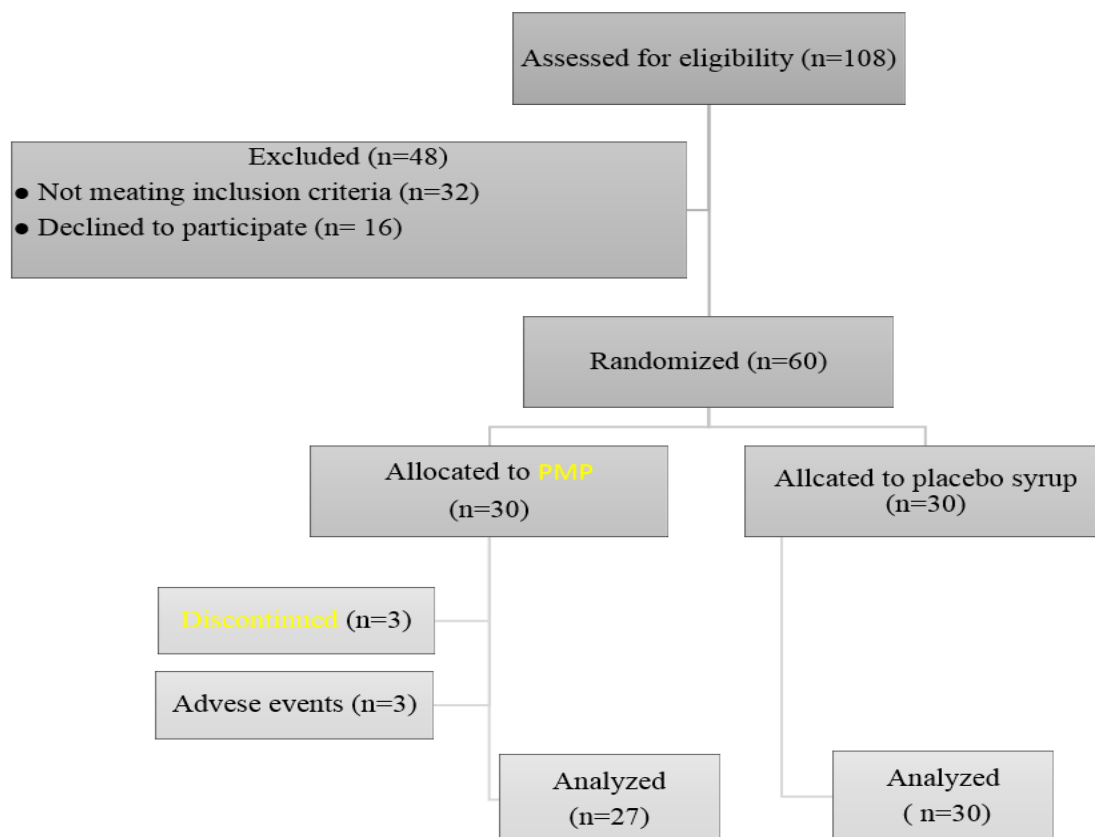 Assessed for eligibility (n=108)
Excluded (n=48)
● Not meating inclusion criteria (n=32)
● Declined to participate (n= 16)
Randomized (n=60)
Allocated to PMP
(n=30)
Allcated to placebo syrup
(n=30)
Discontinued (n=3)
Advese events (n=3)
Analyzed
(n=27)
Analyzed
( n=30)